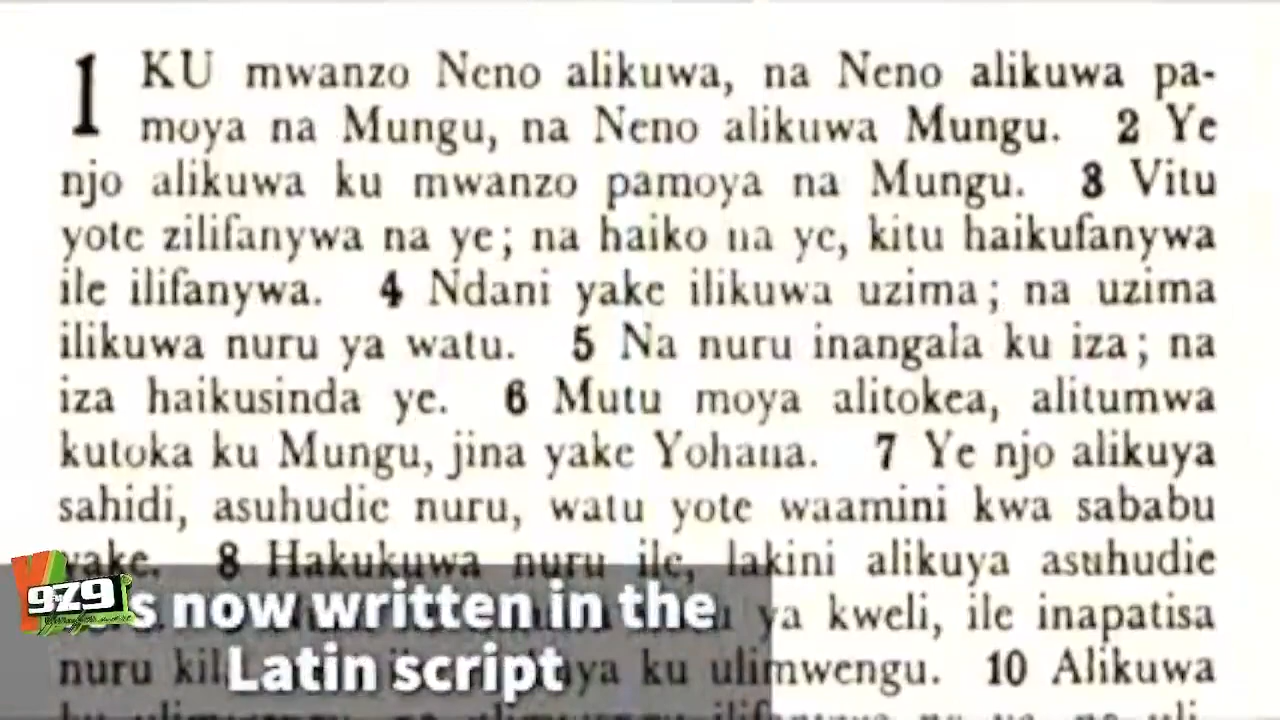 1 KU mwanzo Neno alikuwa, na Neno alikuwa pa-
moya na Mungu, na Neno alikuwa Mungu. 2 Ye
njo alikuwa ku mwanzo pamoya na Mungu. 3 Vitu
yote zilifanywa na ye; na haiko na ye, kitu haikufanywa
ile ilifanywa. 4 Ndani yake ilikuwa uzima; na uzima
ilikuwa nuru ya watu. 5 Na nuru inangala ku iza; na
iza haikusinda ye. 6 Mutu moya alitokea, alitumwa
kutoka ku Mungu, jina yake Yohana. 7 Ye njo alikuya
sahidi, asuhudie nuru, watu yote waamini kwa sababu
yake. 8 Hakukuwa nuru ile, lakini alikuya asuhudie
ya kweli, ile inapatisa
nuru ku ulimwengu. 10 Alikuwa
9z9
now written in the
Latin script